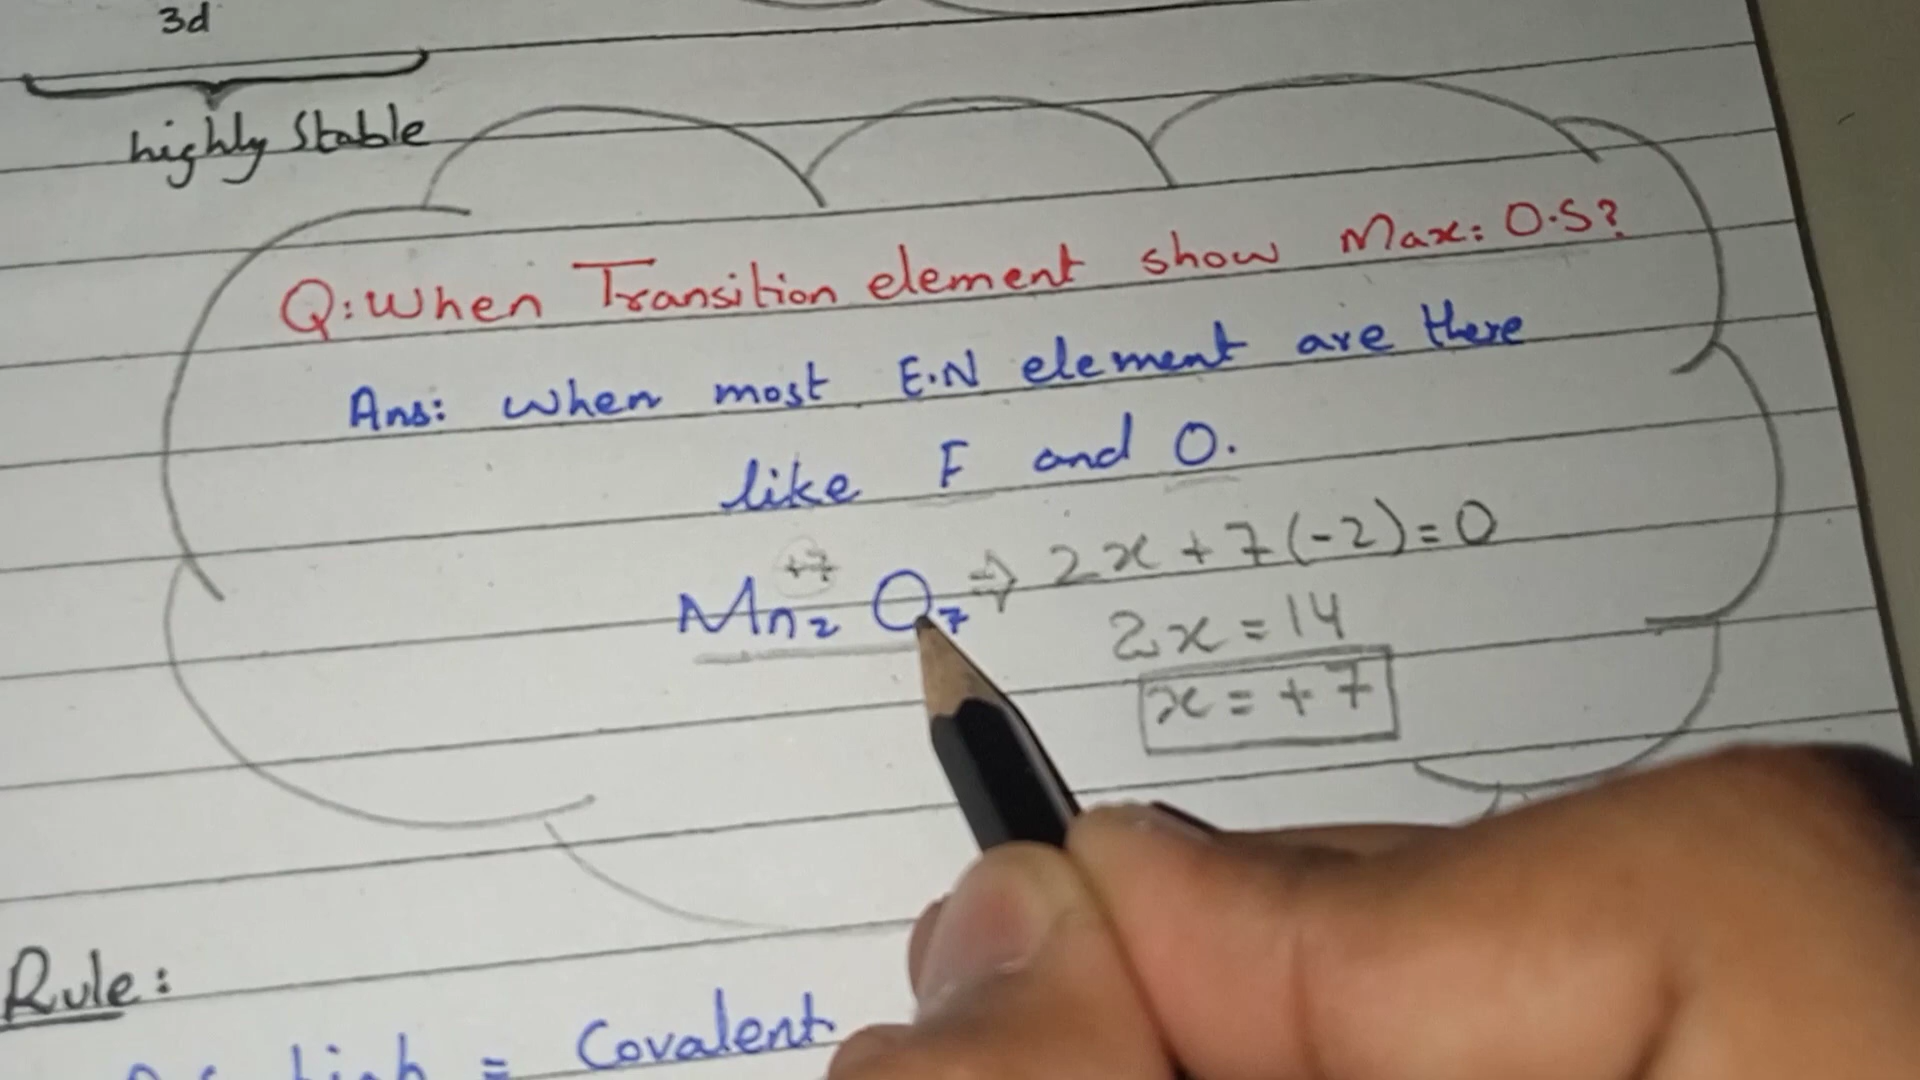 3d
highly Stable
Q: When Transition element show Max: O.S?
Ans: when most E.N element are there
like F and O.
+7
Mn₂ O₇ ⇒ 2x + 7(-2) = 0
2x = 14
x = + 7
Rule:
high = Covalent